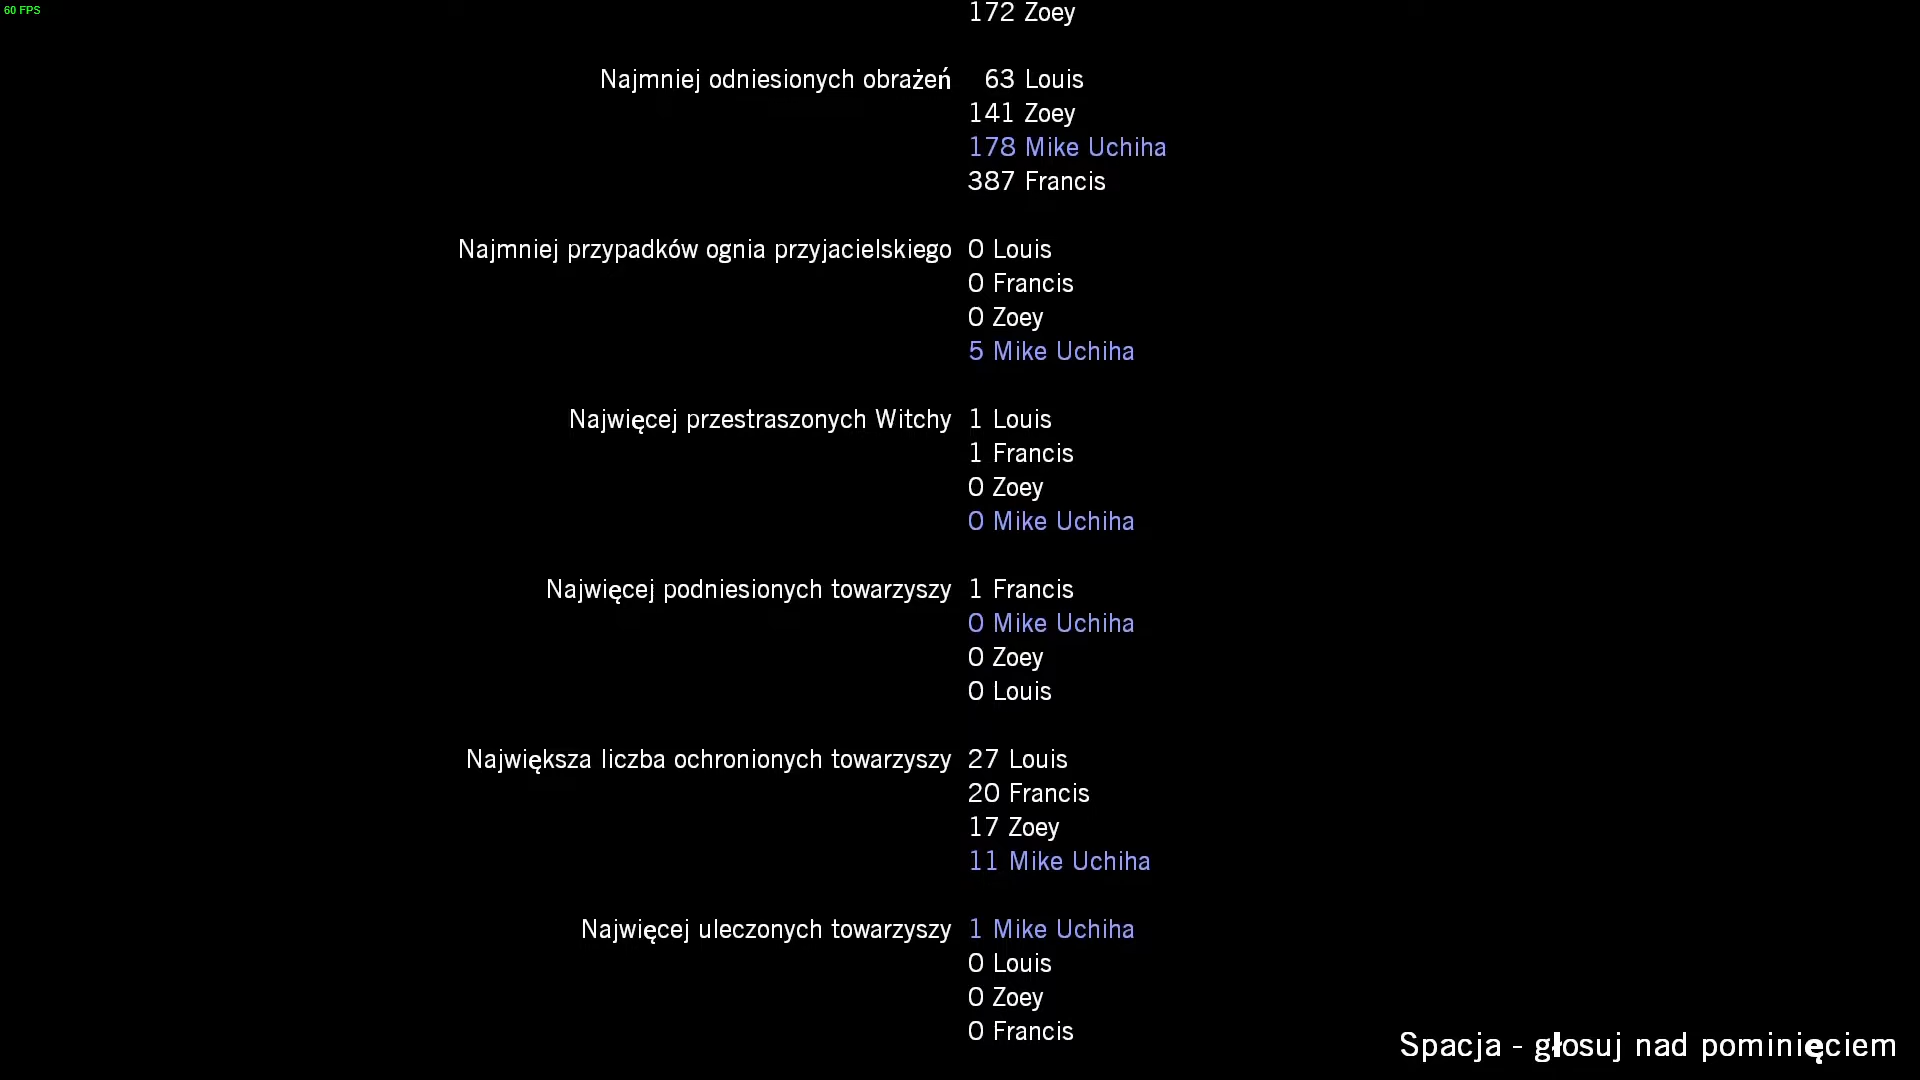 60 FPS
172 Zoey
Najmniej odniesionych obrażeń 63 Louis
141 Zoey
178 Mike Uchiha
387 Francis
Najmniej przypadków ognia przyjacielskiego 0 Louis
0 Francis
0 Zoey
5 Mike Uchiha
Najwięcej przestraszonych Witchy 1 Louis
1 Francis
0 Zoey
0 Mike Uchiha
Najwięcej podniesionych towarzyszy 1 Francis
0 Mike Uchiha
0 Zoey
0 Louis
Największa liczba ochronionych towarzyszy 27 Louis
20 Francis
17 Zoey
11 Mike Uchiha
Najwięcej uleczonych towarzyszy 1 Mike Uchiha
0 Louis
0 Zoey
0 Francis
Spacja - głosuj nad pominięciem